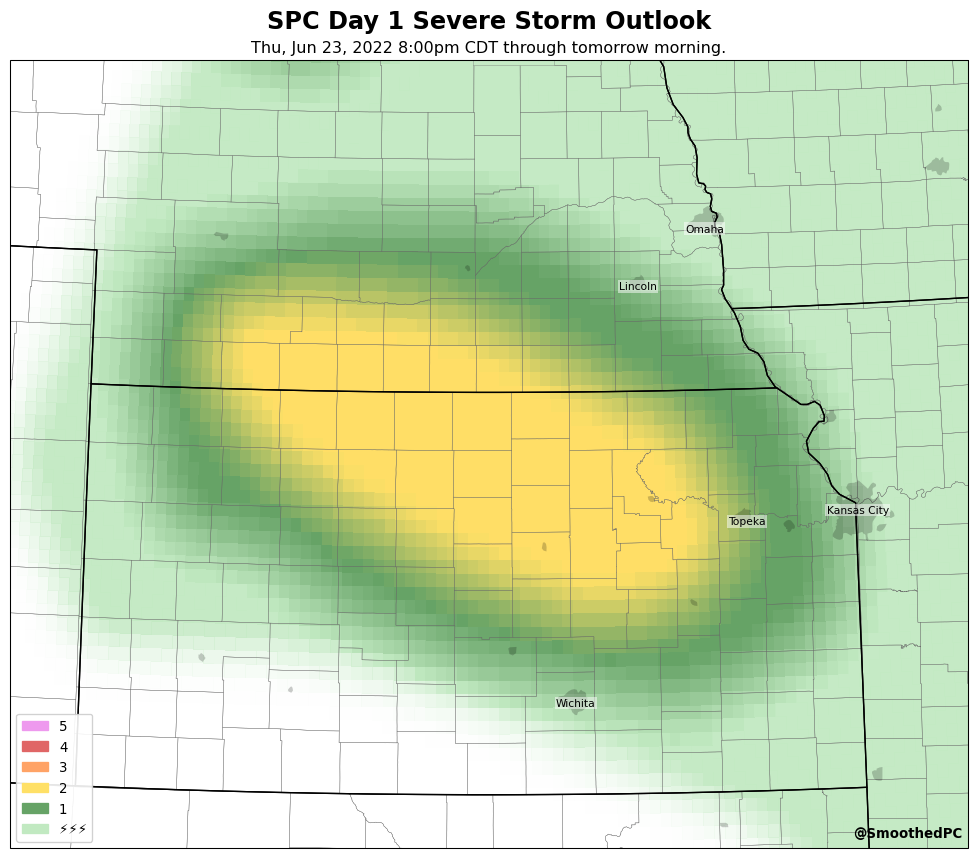 SPC Day 1 Severe Storm Outlook
Thu, Jun 23, 2022 8:00pm CDT through tomorrow morning.
Omaha
Lincoln
Kansas City
Topeka
Wichita
5
4
3
2
1
⚡⚡⚡
@SmoothedPC